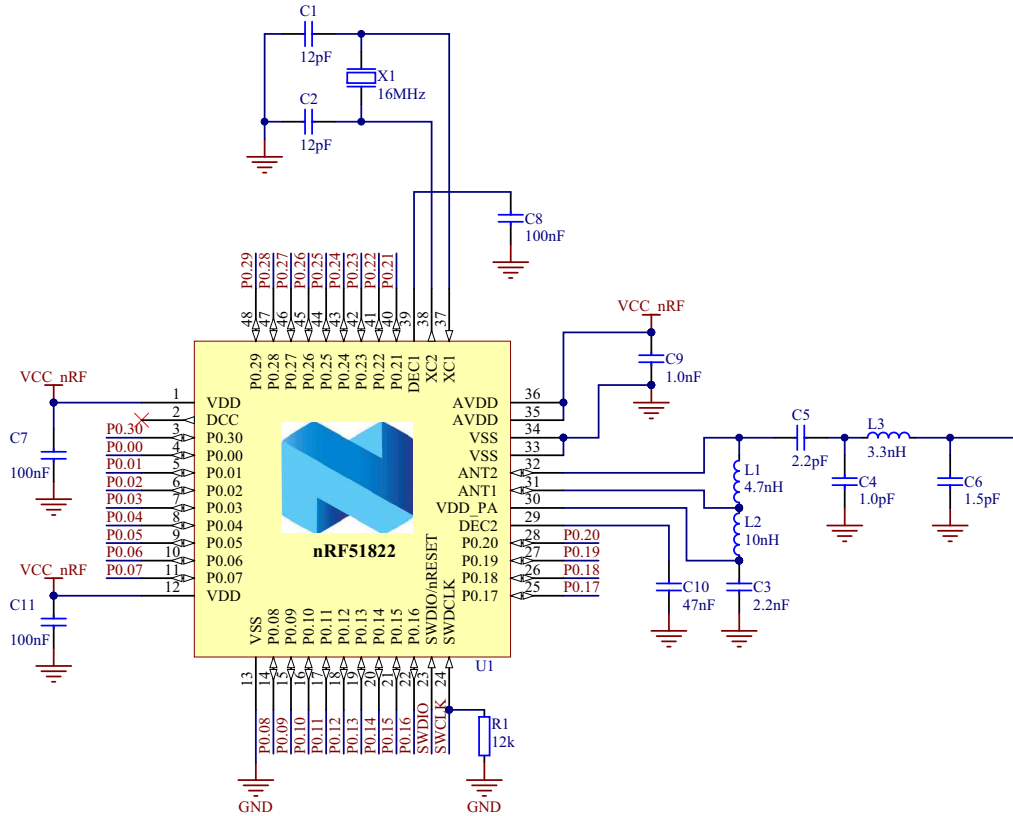 C1
12pF
X1
16MHz
C2
12pF
C8
100nF
P0.29
P0.28
P0.27
P0.26
P0.25
P0.24
P0.23
P0.22
P0.21
48
47
46
45
44
43
42
41
40
39
38
37
P0.29
P0.28
P0.27
P0.26
P0.25
P0.24
P0.23
P0.22
P0.21
DEC1
XC2
XC1
VCC_nRF
C9
1.0nF
VCC_nRF
C7
100nF
1 VDD
2 DCC
P0.30 3 P0.30
P0.00 4 P0.00
P0.01 5 P0.01
P0.02 6 P0.02
P0.03 7 P0.03
P0.04 8 P0.04
P0.05 9 P0.05
P0.06 10 P0.06
P0.07 11 P0.07
12 VDD
VCC_nRF
C11
100nF
nRF51822
AVDD 36
AVDD 35
VSS 34
VSS 33
ANT2 32
ANT1 31
VDD_PA 30
DEC2 29
P0.20 28 P0.20
P0.19 27 P0.19
P0.18 26 P0.18
P0.17 25 P0.17
C5
2.2pF
L3
3.3nH
L1
4.7nH
C4
1.0pF
C6
1.5pF
L2
10nH
C10
47nF
C3
2.2nF
VSS
P0.08
P0.09
P0.10
P0.11
P0.12
P0.13
P0.14
P0.15
P0.16
SWDIO/nRESET
SWDCLK
U1
13
14
15
16
17
18
19
20
21
22
23
24
P0.08
P0.09
P0.10
P0.11
P0.12
P0.13
P0.14
P0.15
P0.16
SWDIO
SWCLK
R1
12k
GND
GND